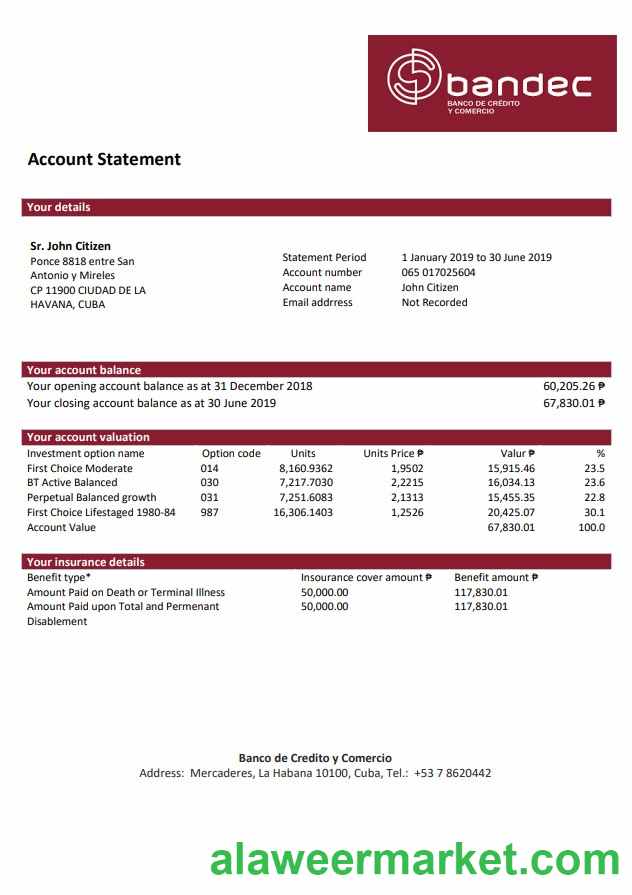 bandec
BANCO DE CRÉDITO
Y COMERCIO
Account Statement
Your details
Sr. John Citizen
Ponce 8818 entre San
Antonio y Mireles
CP 11900 CIUDAD DE LA
HAVANA, CUBA
Statement Period 1 January 2019 to 30 June 2019
Account number 065 017025604
Account name John Citizen
Email adrress Not Recorded
Your account balance
Your opening account balance as at 31 December 2018 60,205.26 ₱
Your closing account balance as at 30 June 2019 67,830.01 ₱
Your account valuation
Investment option name Option code Units Units Price ₱ Valur ₱ %
First Choice Moderate 014 8,160.9362 1,9502 15,915.46 23.5
BT Active Balanced 030 7,217.7030 2,2215 16,034.13 23.6
Perpetual Balanced growth 031 7,251.6083 2,1313 15,455.35 22.8
First Choice Lifestaged 1980-84 987 16,306.1403 1,2526 20,425.07 30.1
Account Value 67,830.01 100.0
Your insurance details
Benefit type* Insourance cover amount ₱ Benefit amount ₱
Amount Paid on Death or Terminal Illness 50,000.00 117,830.01
Amount Paid upon Total and Permenant 50,000.00 117,830.01
Disablement
Banco de Credito y Comercio
Address: Mercaderes, La Habana 10100, Cuba, Tel.: +53 7 8620442
alaweermarket.com